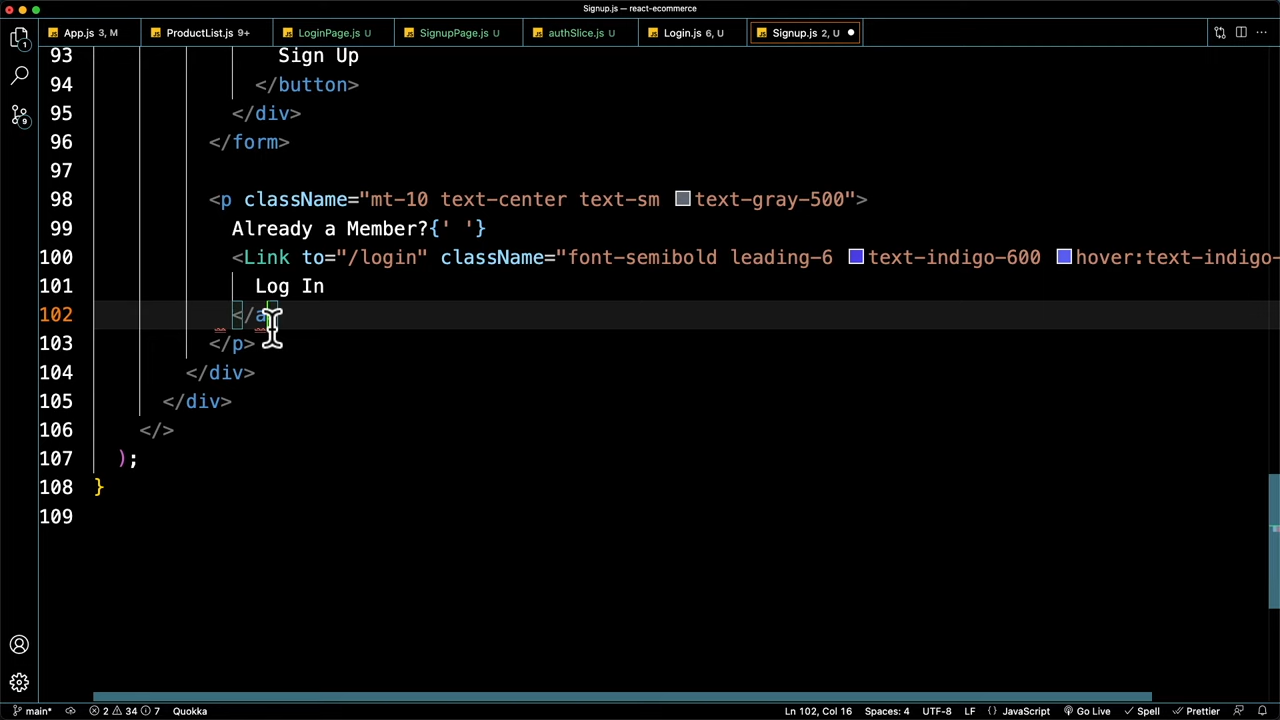 Signup.js — react-ecommerce
App.js 3, M
ProductList.js 9+
LoginPage.js U
SignupPage.js U
authSlice.js U
Login.js 6, U
Signup.js 2, U
93 Sign Up
94 </button>
95 </div>
96 </form>
97
98 <p className="mt-10 text-center text-sm text-gray-500">
99 Already a Member?{' '}
100 <Link to="/login" className="font-semibold leading-6 text-indigo-600 hover:text-indigo-
101 Log In
102 </a
103 </p>
104 </div>
105 </div>
106 </>
107 );
108 }
109
1
9
main* 2 34 7 Quokka Ln 102, Col 16 Spaces: 4 UTF-8 LF {} JavaScript Go Live Spell Prettier